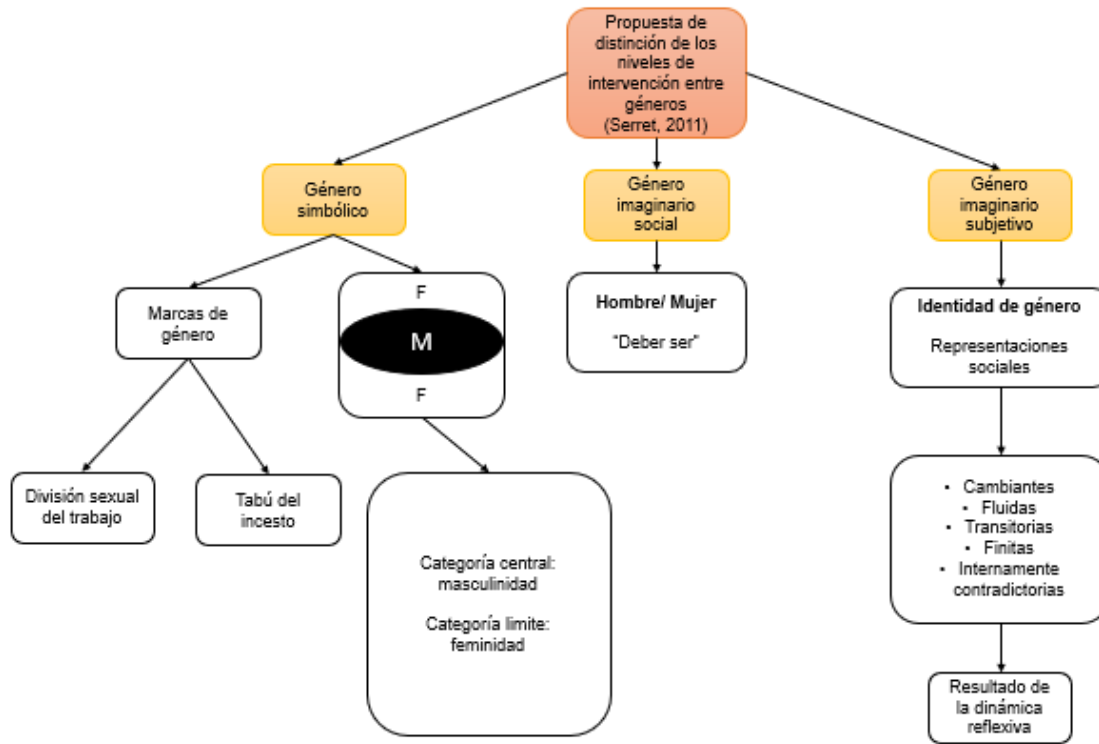 Propuesta de
distinción de los
niveles de
intervención entre
géneros
(Serret, 2011)
Género
simbólico
Género
imaginario
social
Género
imaginario
subjetivo
Marcas de
género
F
M
F
Hombre/ Mujer
“Deber ser”
Identidad de género
Representaciones
sociales
División sexual
del trabajo
Tabú del
incesto
Categoría central:
masculinidad
Categoría limite:
feminidad
• Cambiantes
• Fluidas
• Transitorias
• Finitas
• Internamente
contradictorias
Resultado de
la dinámica
reflexiva